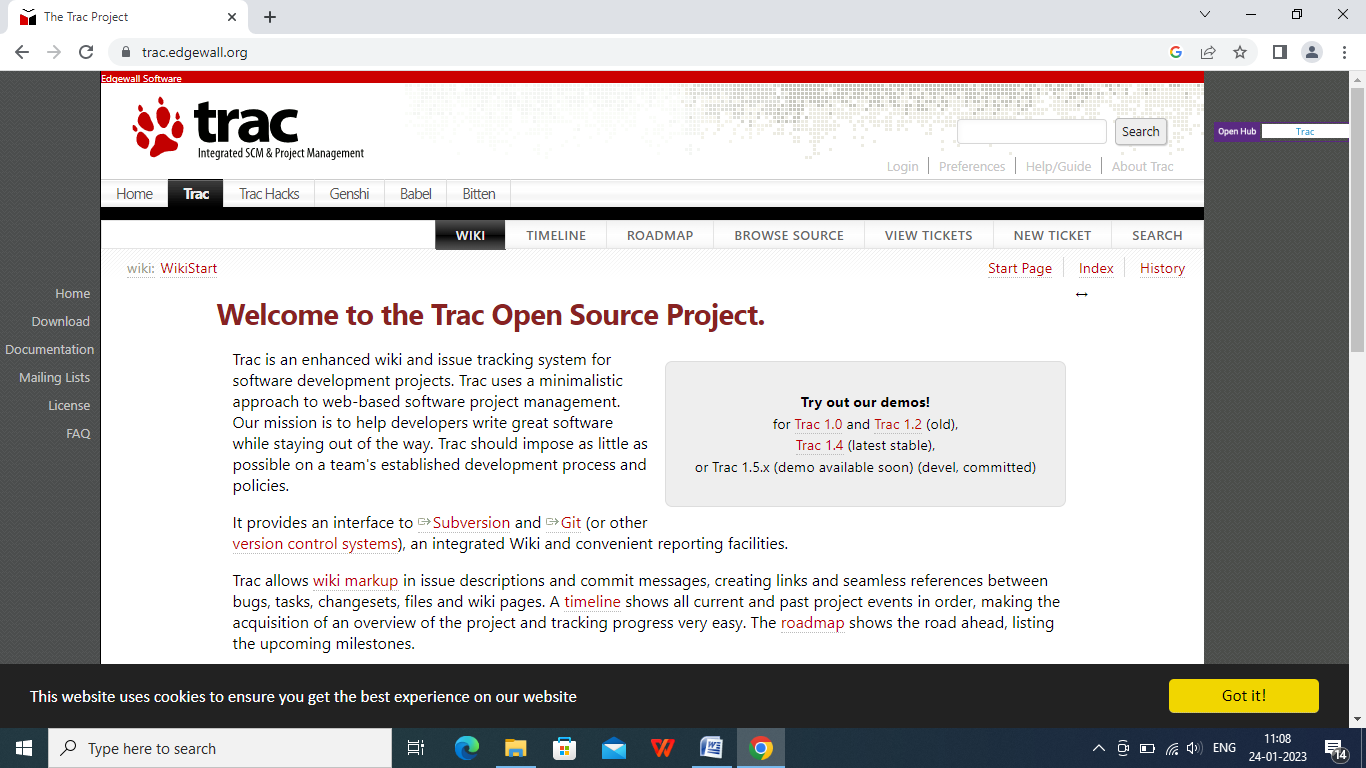 The Trac Project
trac.edgewall.org
Edgewall Software
trac
Integrated SCM & Project Management
Search
Login Preferences Help/Guide About Trac
Open Hub Trac
Home Trac Trac Hacks Genshi Babel Bitten
WIKI TIMELINE ROADMAP BROWSE SOURCE VIEW TICKETS NEW TICKET SEARCH
wiki: WikiStart
Start Page Index History
Home
Download
Documentation
Mailing Lists
License
FAQ
Welcome to the Trac Open Source Project.
Trac is an enhanced wiki and issue tracking system for
software development projects. Trac uses a minimalistic
approach to web-based software project management.
Our mission is to help developers write great software
while staying out of the way. Trac should impose as little as
possible on a team's established development process and
policies.
Try out our demos!
for Trac 1.0 and Trac 1.2 (old),
Trac 1.4 (latest stable),
or Trac 1.5.x (demo available soon) (devel, committed)
It provides an interface to Subversion and Git (or other
version control systems), an integrated Wiki and convenient reporting facilities.
Trac allows wiki markup in issue descriptions and commit messages, creating links and seamless references between
bugs, tasks, changesets, files and wiki pages. A timeline shows all current and past project events in order, making the
acquisition of an overview of the project and tracking progress very easy. The roadmap shows the road ahead, listing
the upcoming milestones.
This website uses cookies to ensure you get the best experience on our website
Got it!
Type here to search
ENG
11:08
24-01-2023
14